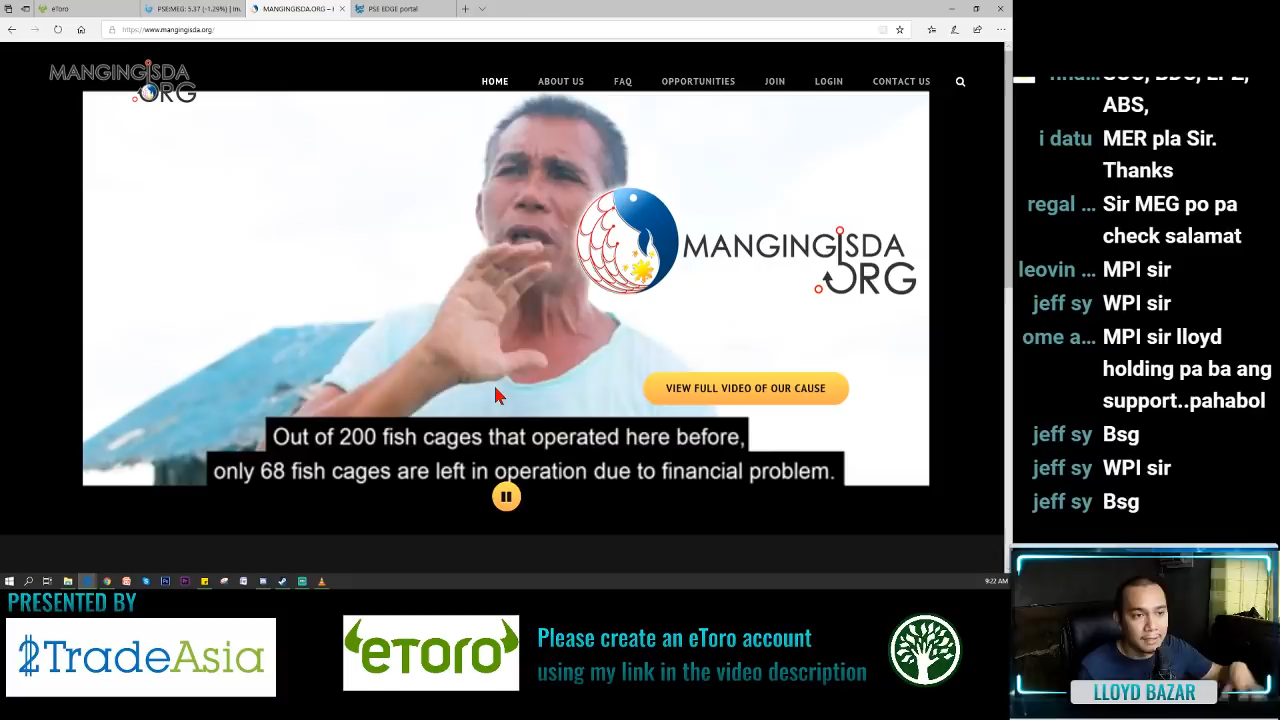 eToro
PSE:MEG: 5.37 (-1.29%) | In
MANGINGISDA.ORG – 
PSE EDGE portal
https://www.mangingisda.org/
MANGINGISDA
.ORG
HOME
ABOUT US
FAQ
OPPORTUNITIES
JOIN
LOGIN
CONTACT US
MANGINGISDA
.ORG
VIEW FULL VIDEO OF OUR CAUSE
Out of 200 fish cages that operated here before,
only 68 fish cages are left in operation due to financial problem.
9:22 AM
ABS,
i datu MER pla Sir.
Thanks
regal ... Sir MEG po pa
check salamat
leovin ... MPI sir
jeff sy WPI sir
ome a... MPI sir lloyd
holding pa ba ang
support..pahabol
jeff sy Bsg
jeff sy WPI sir
jeff sy Bsg
PRESENTED BY
2TradeAsia
eToro
Please create an eToro account
using my link in the video description
LLOYD BAZAR